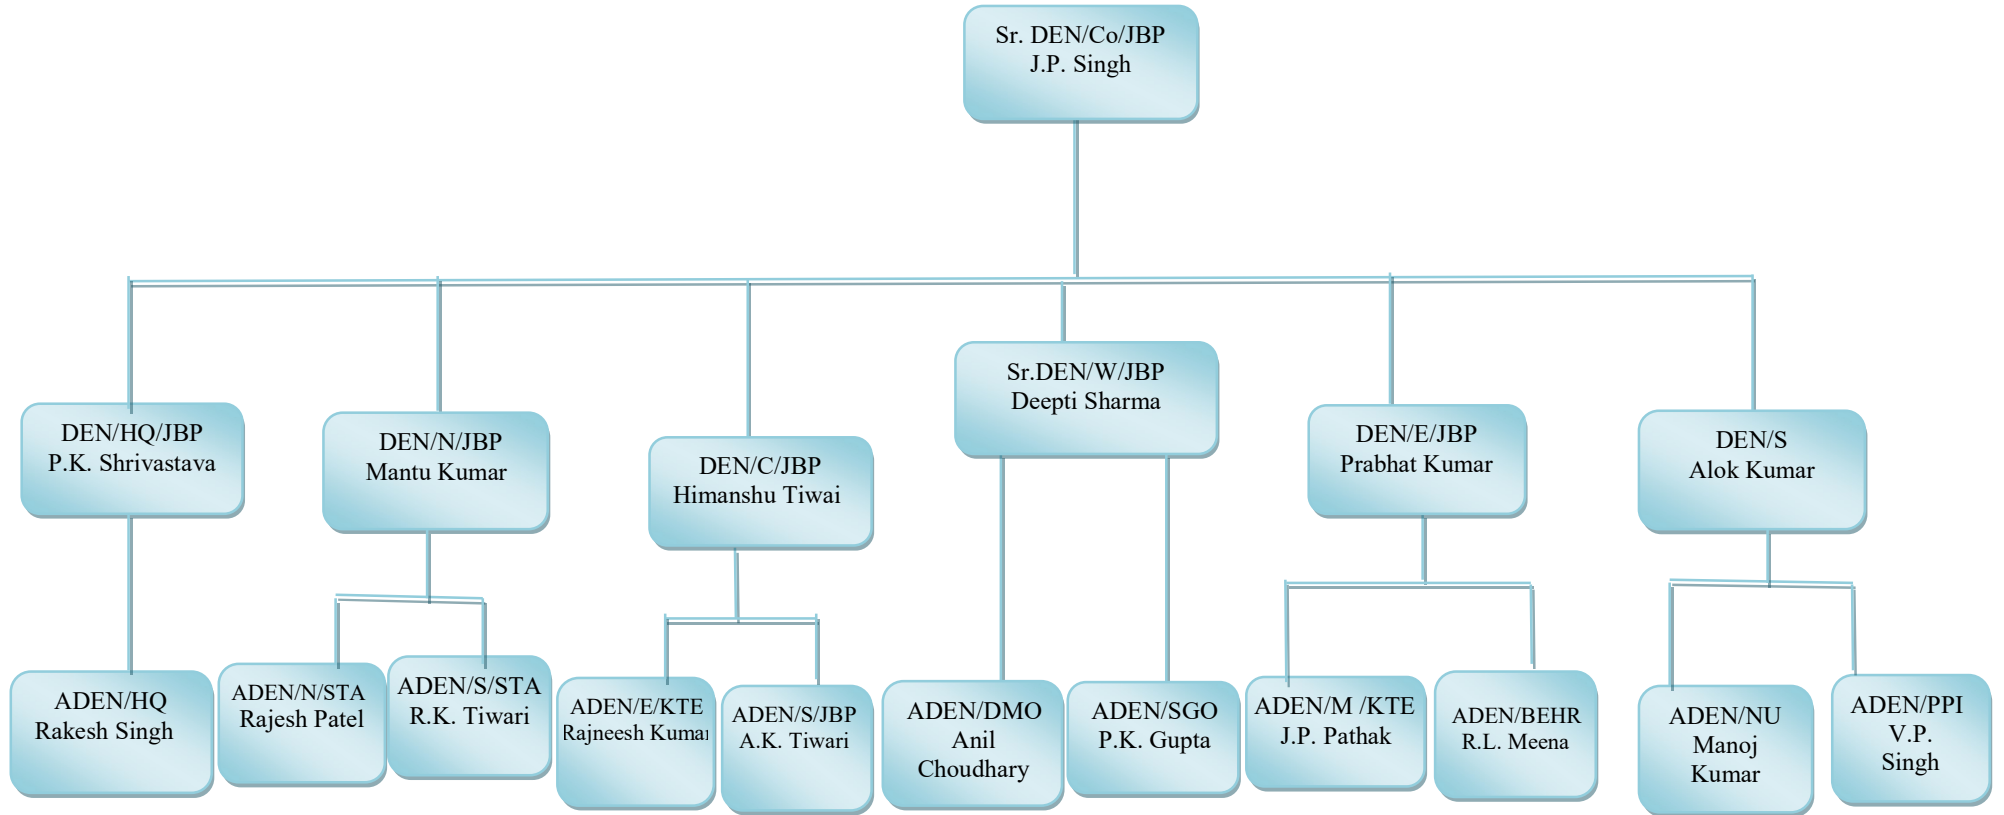 Sr. DEN/Co/JBP
J.P. Singh
DEN/HQ/JBP
P.K. Shrivastava
DEN/N/JBP
Mantu Kumar
DEN/C/JBP
Himanshu Tiwai
Sr.DEN/W/JBP
Deepti Sharma
DEN/E/JBP
Prabhat Kumar
DEN/S
Alok Kumar
ADEN/HQ
Rakesh Singh
ADEN/N/STA
Rajesh Patel
ADEN/S/STA
R.K. Tiwari
ADEN/E/KTE
Rajneesh Kumar
ADEN/S/JBP
A.K. Tiwari
ADEN/DMO
Anil
Choudhary
ADEN/SGO
P.K. Gupta
ADEN/M /KTE
J.P. Pathak
ADEN/BEHR
R.L. Meena
ADEN/NU
Manoj
Kumar
ADEN/PPI
V.P.
Singh